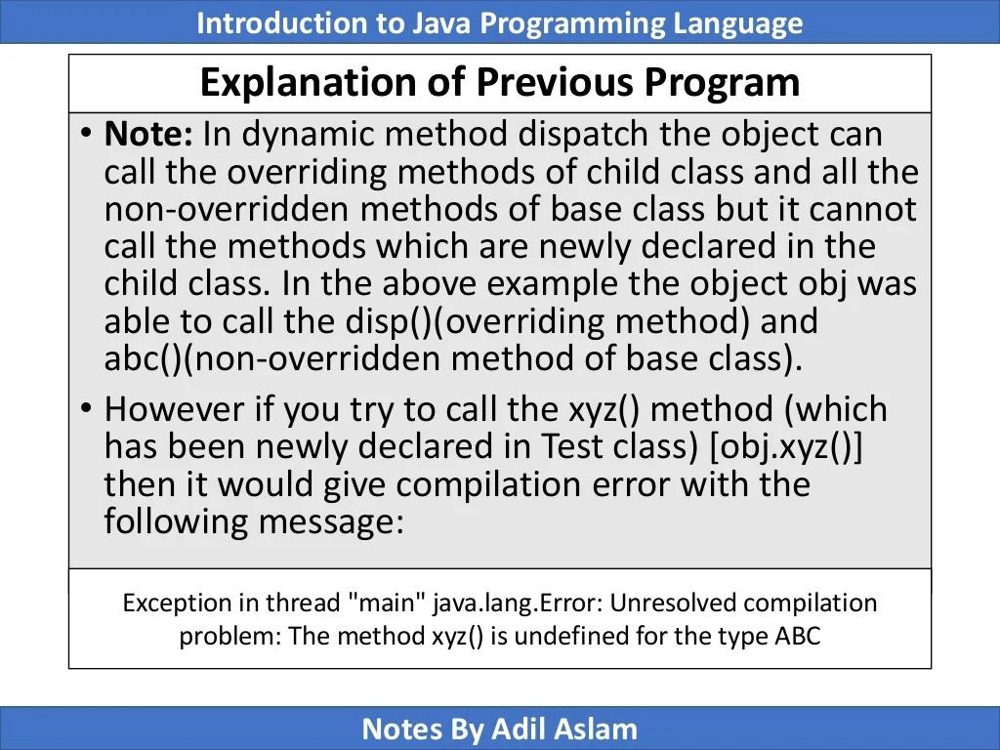 Introduction to Java Programming Language
Explanation of Previous Program
• Note: In dynamic method dispatch the object can
call the overriding methods of child class and all the
non-overridden methods of base class but it cannot
call the methods which are newly declared in the
child class. In the above example the object obj was
able to call the disp()(overriding method) and
abc()(non-overridden method of base class).
• However if you try to call the xyz() method (which
has been newly declared in Test class) [obj.xyz()]
then it would give compilation error with the
following message:
Exception in thread "main" java.lang.Error: Unresolved compilation
problem: The method xyz() is undefined for the type ABC
Notes By Adil Aslam